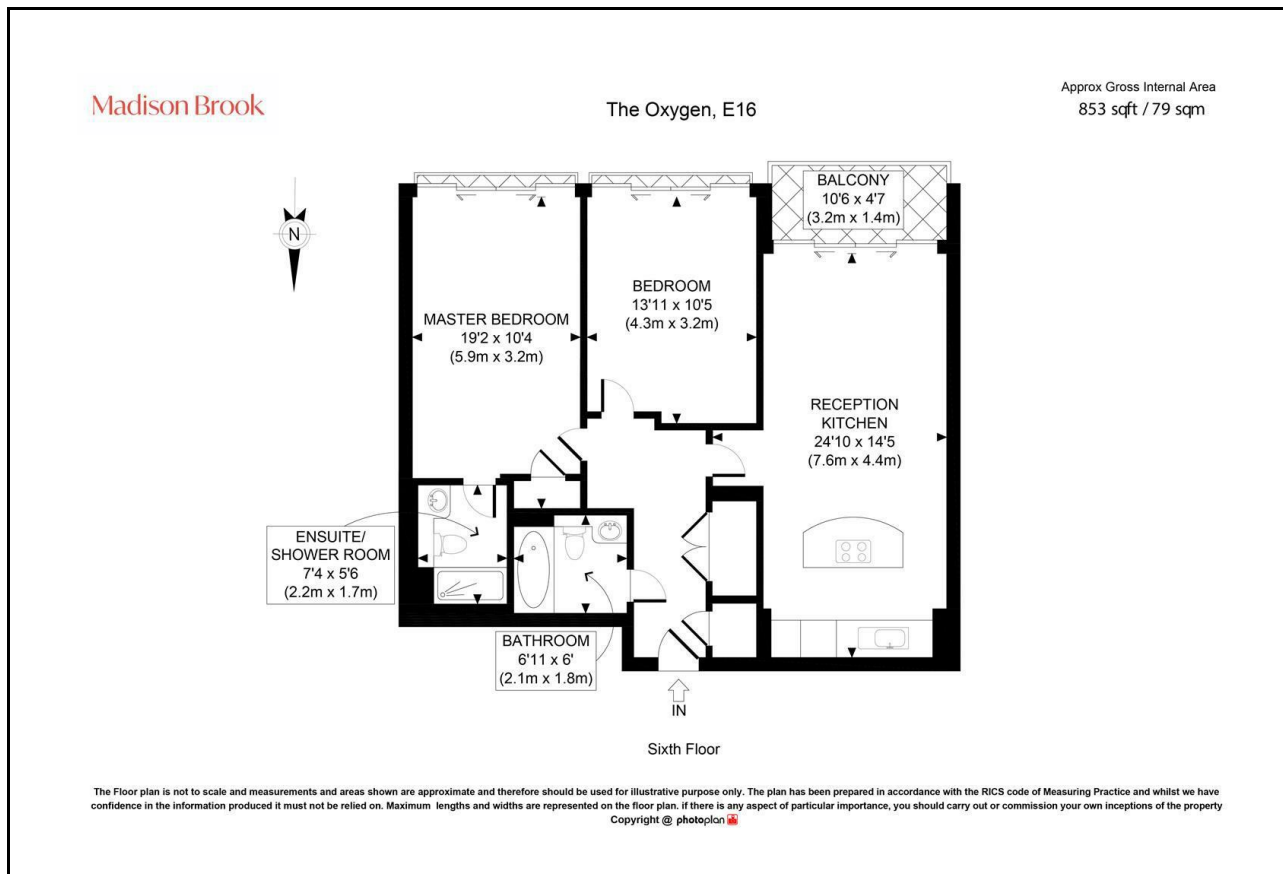 Madison Brook
The Oxygen, E16
Approx Gross Internal Area
853 sqft / 79 sqm
N
BALCONY
10'6 x 4'7
(3.2m x 1.4m)
BEDROOM
13'11 x 10'5
(4.3m x 3.2m)
MASTER BEDROOM
19'2 x 10'4
(5.9m x 3.2m)
RECEPTION
KITCHEN
24'10 x 14'5
(7.6m x 4.4m)
ENSUITE/
SHOWER ROOM
7'4 x 5'6
(2.2m x 1.7m)
BATHROOM
6'11 x 6'
(2.1m x 1.8m)
IN
Sixth Floor
The Floor plan is not to scale and measurements and areas shown are approximate and therefore should be used for illustrative purpose only. The plan has been prepared in accordance with the RICS code of Measuring Practice and whilst we have
confidence in the information produced it must not be relied on. Maximum lengths and widths are represented on the floor plan. if there is any aspect of particular importance, you should carry out or commission your own inceptions of the property
Copyright @ photoplan